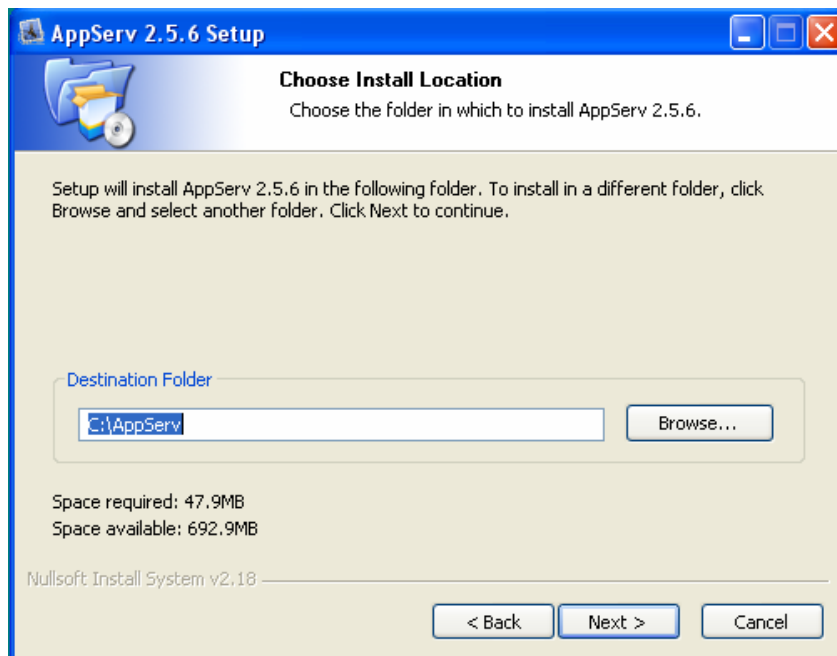 AppServ 2.5.6 Setup
Choose Install Location
Choose the folder in which to install AppServ 2.5.6.
Setup will install AppServ 2.5.6 in the following folder. To install in a different folder, click
Browse and select another folder. Click Next to continue.
Destination Folder
C:\AppServ
Browse...
Space required: 47.9MB
Space available: 692.9MB
Nullsoft Install System v2.18
< Back Next > Cancel